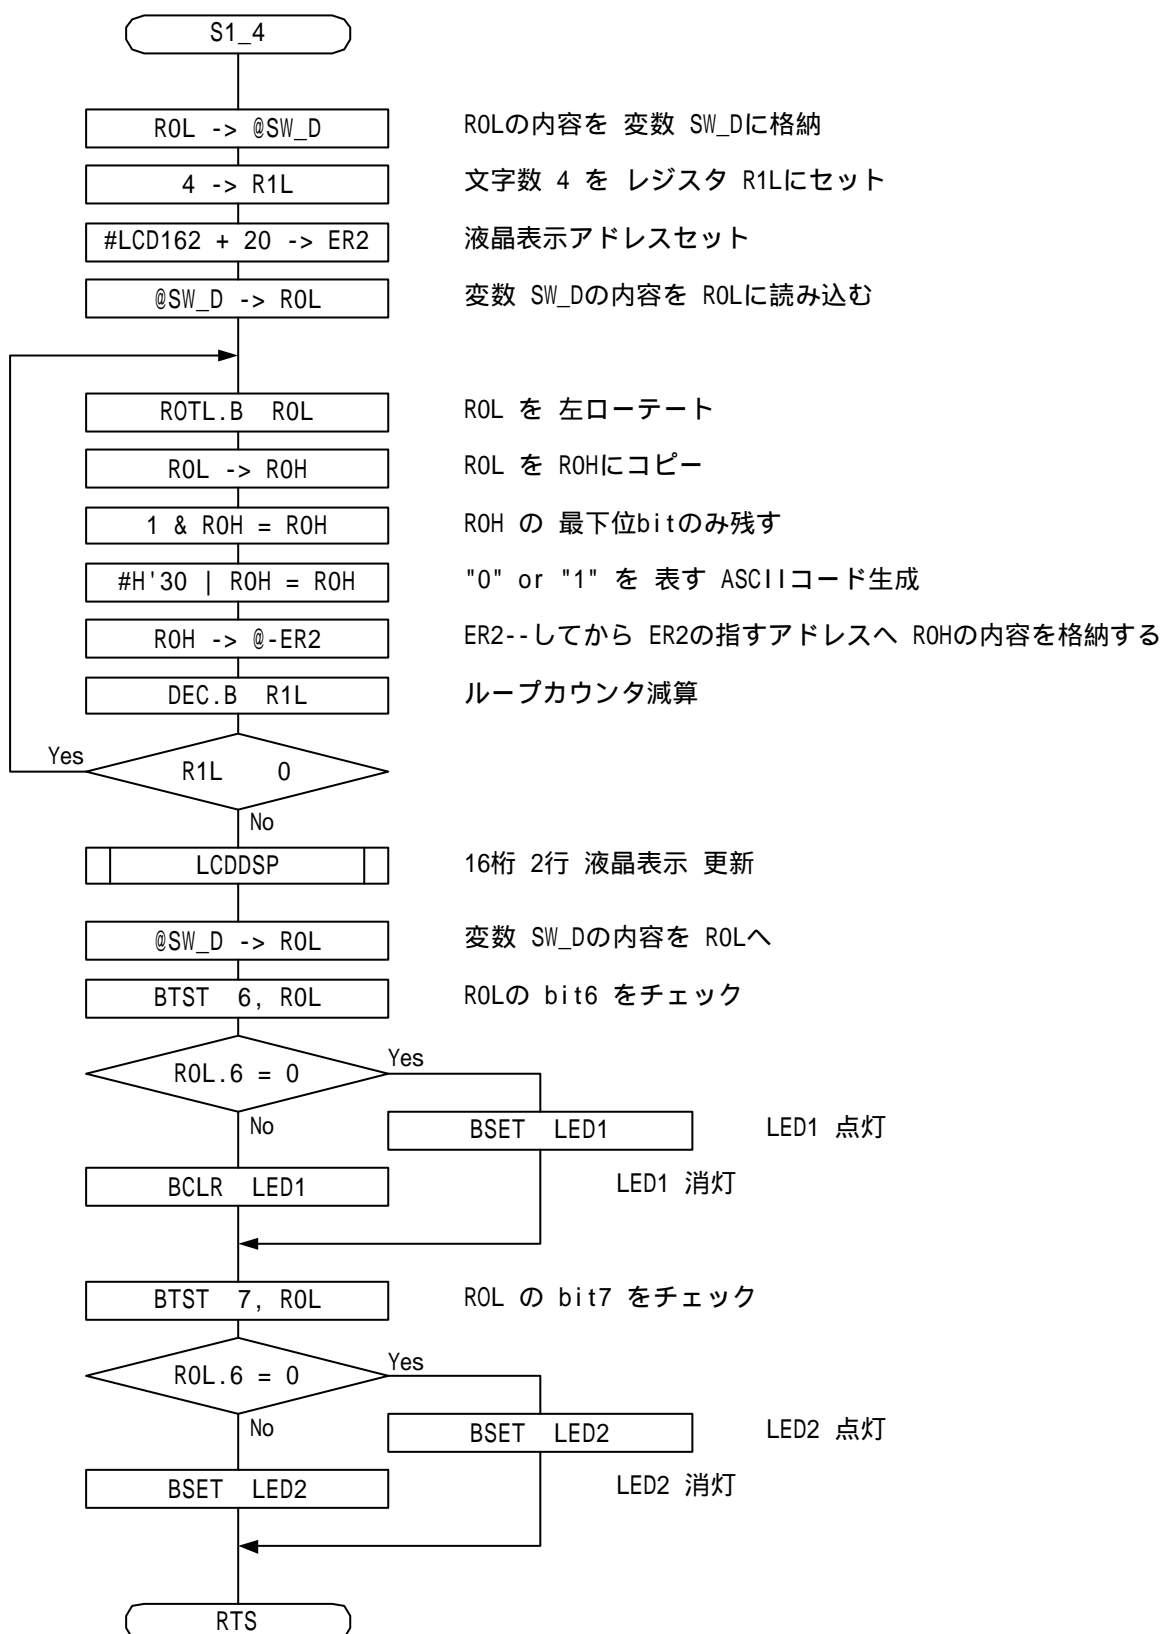 S1_4
R0L -> @SW_D R0Lの内容を 変数 SW_Dに格納
4 -> R1L 文字数 4 を レジスタ R1Lにセット
#LCD162 + 20 -> ER2 液晶表示アドレスセット
@SW_D -> R0L 変数 SW_Dの内容を R0Lに読み込む
ROTL.B R0L R0L を 左ローテート
R0L -> R0H R0L を R0Hにコピー
1 & R0H = R0H R0H の 最下位bitのみ残す
#H'30 | R0H = R0H "0" or "1" を 表す ASCIIコード生成
R0H -> @-ER2 ER2--してから ER2の指すアドレスへ R0Hの内容を格納する
DEC.B R1L ループカウンタ減算
Yes
R1L 0
No
LCDDSP 16桁 2行 液晶表示 更新
@SW_D -> R0L 変数 SW_Dの内容を R0Lへ
BTST 6, R0L R0Lの bit6 をチェック
R0L.6 = 0 Yes
No
BSET LED1 LED1 点灯
BCLR LED1 LED1 消灯
BTST 7, R0L R0L の bit7 をチェック
R0L.6 = 0 Yes
No
BSET LED2 LED2 点灯
BSET LED2 LED2 消灯
RTS